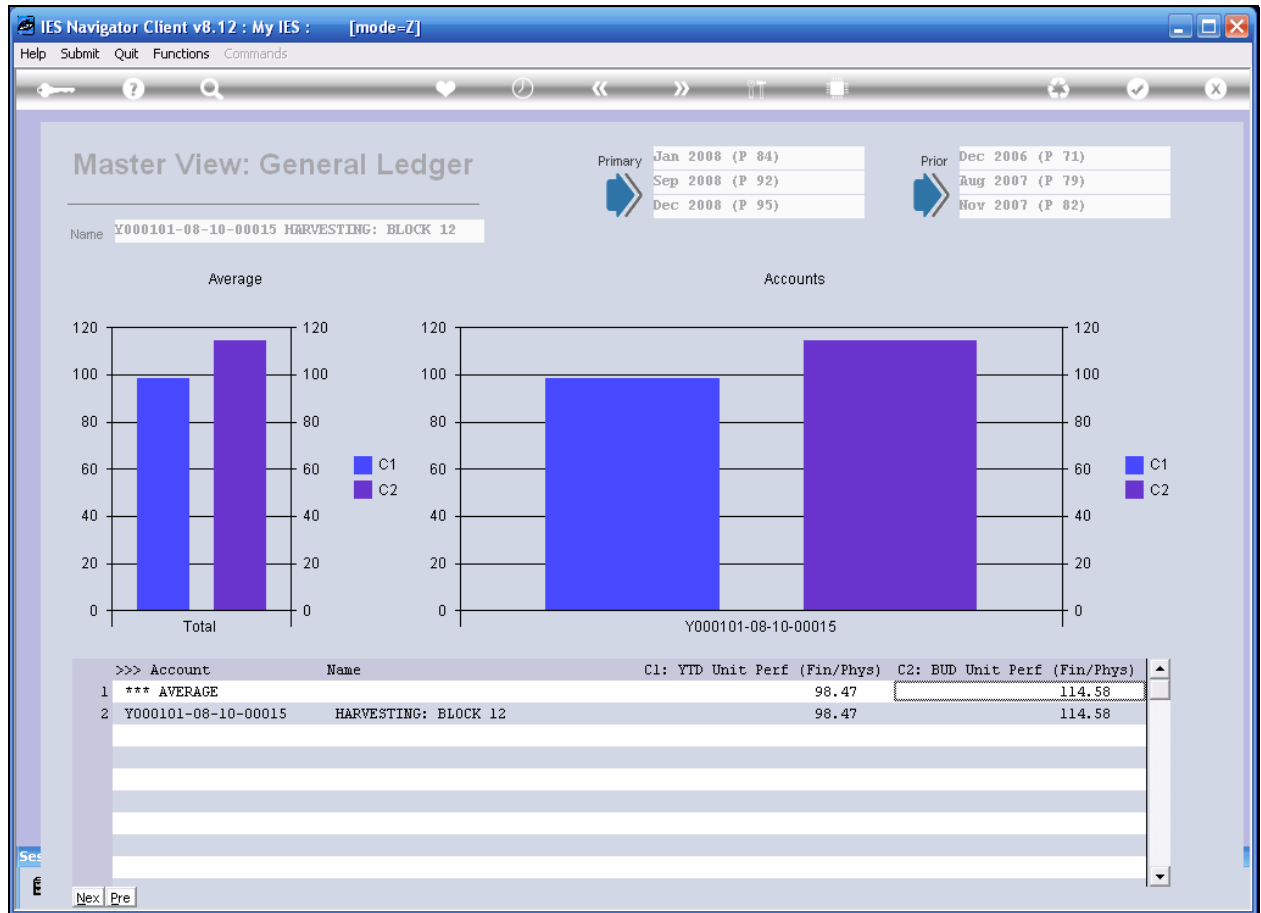 IES Navigator Client v8.12 : My IES : [mode=Z]
Help Submit Quit Functions Commands
Master View: General Ledger
Primary
Jan 2008 (P 84)
Sep 2008 (P 92)
Dec 2008 (P 95)
Prior
Dec 2006 (P 71)
Aug 2007 (P 79)
Nov 2007 (P 82)
Name Y000101-08-10-00015 HARVESTING: BLOCK 12
Average
120 120
100 100
80 80
60 60
40 40
20 20
0 0
Total
C1
C2
Accounts
120 120
100 100
80 80
60 60
40 40
20 20
0 0
Y000101-08-10-00015
C1
C2
>>> Account Name C1: YTD Unit Perf (Fin/Phys) C2: BUD Unit Perf (Fin/Phys)
1 *** AVERAGE 98.47 114.58
2 Y000101-08-10-00015 HARVESTING: BLOCK 12 98.47 114.58
Ses
Nex Pre